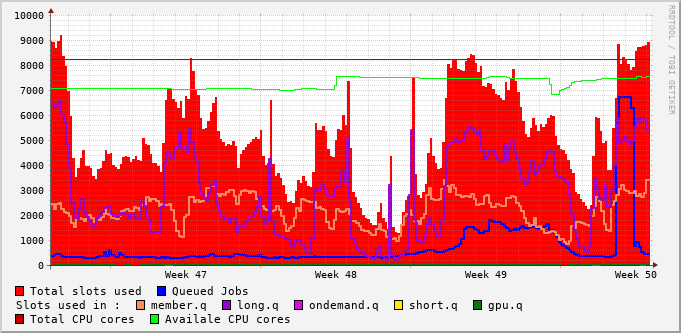 RRDTOOL / TOBI OETIKER
10000
9000
8000
7000
6000
5000
4000
3000
2000
1000
0
Week 47 Week 48 Week 49 Week 50
Total slots used Queued Jobs
Slots used in : member.q long.q ondemand.q short.q gpu.q
Total CPU cores Availale CPU cores